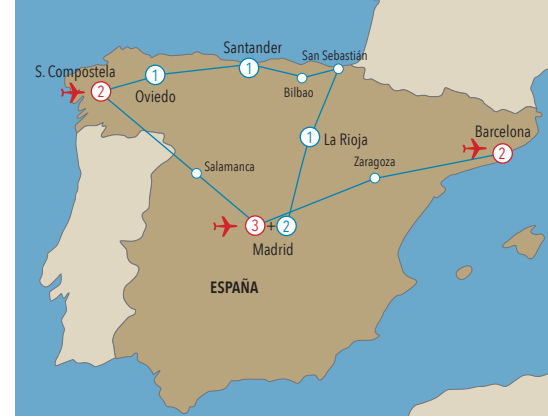 Santander
San Sebastián
S. Compostela
1
1
2
Oviedo
Bilbao
Barcelona
1
La Rioja
2
Zaragoza
Salamanca
3 + 2
Madrid
ESPAÑA